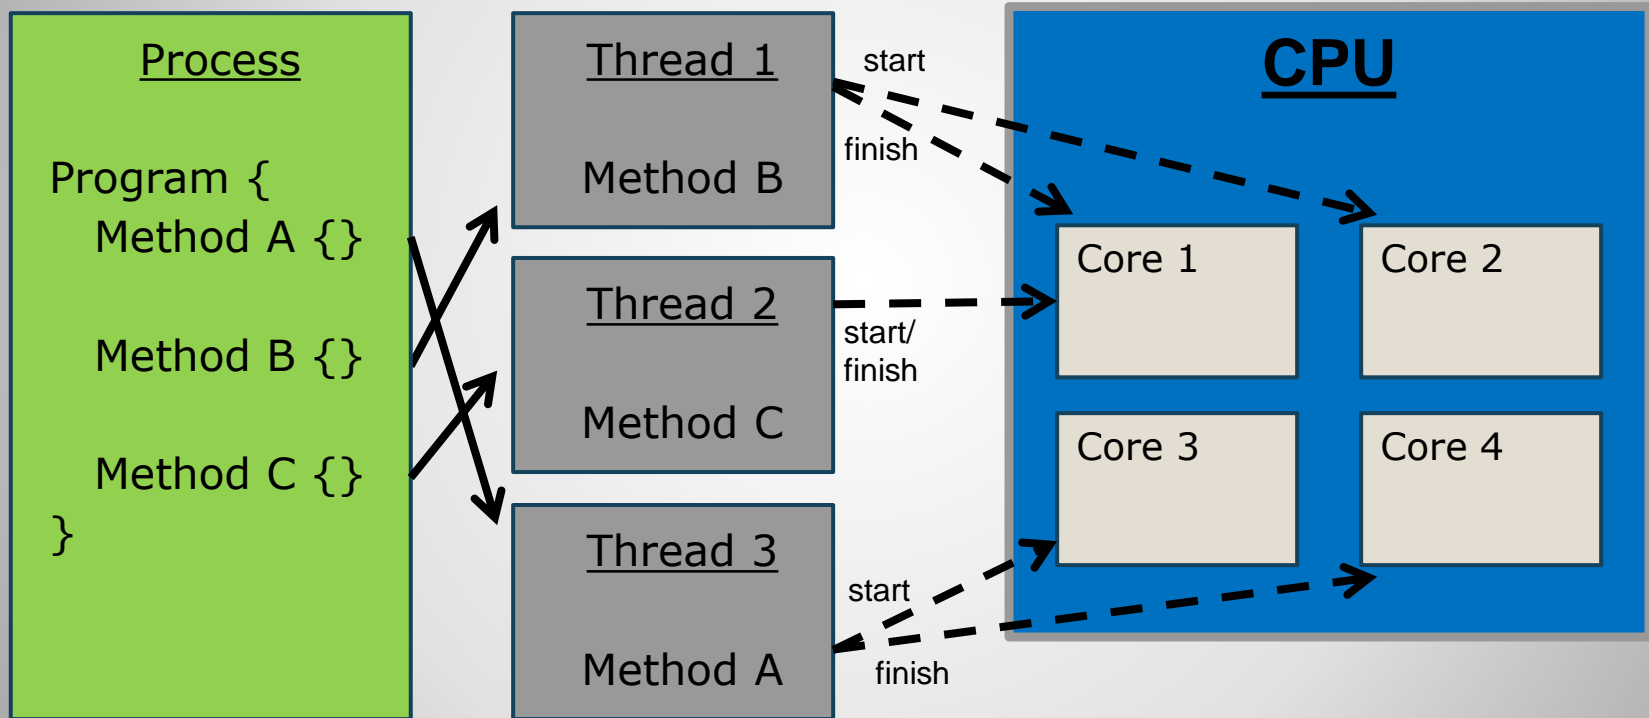 Process
Program {
Method A {}
Method B {}
Method C {}
}
Thread 1
Method B
Thread 2
Method C
Thread 3
Method A
start
finish
start/
finish
start
finish
CPU
Core 1
Core 2
Core 3
Core 4